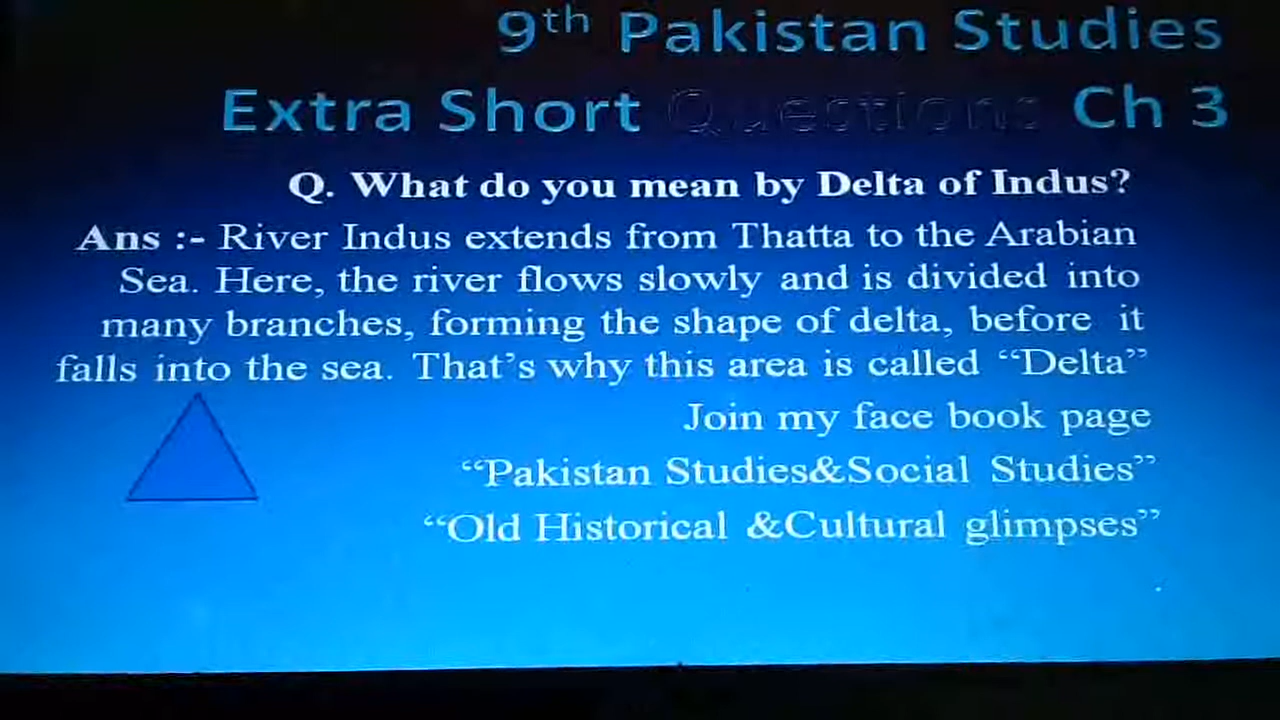 9th Pakistan Studies
Extra Short Questions Ch 3
Q. What do you mean by Delta of Indus?
Ans :- River Indus extends from Thatta to the Arabian
Sea. Here, the river flows slowly and is divided into
many branches, forming the shape of delta, before it
falls into the sea. That’s why this area is called “Delta”
Join my face book page
“Pakistan Studies&Social Studies”
“Old Historical &Cultural glimpses”